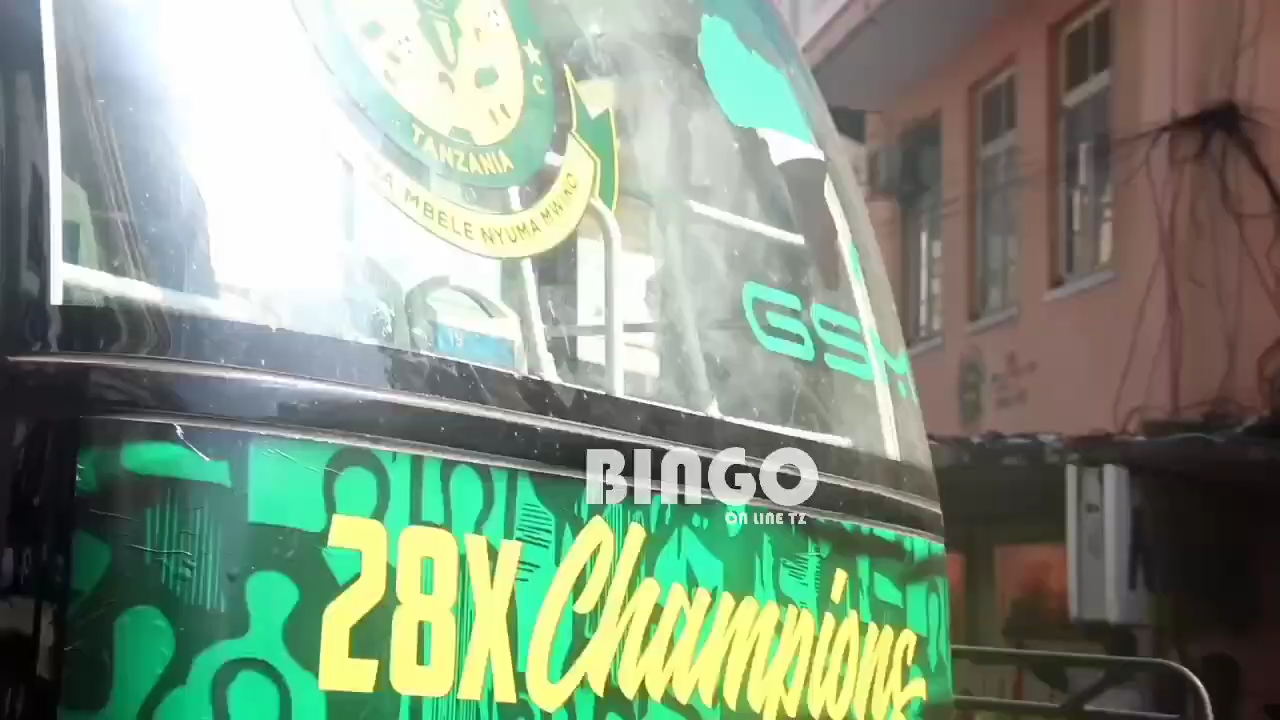 C
TANZANIA
MBELE NYUMA MWIKO
GSM
BINGO
ON LINE TZ
28X Champions